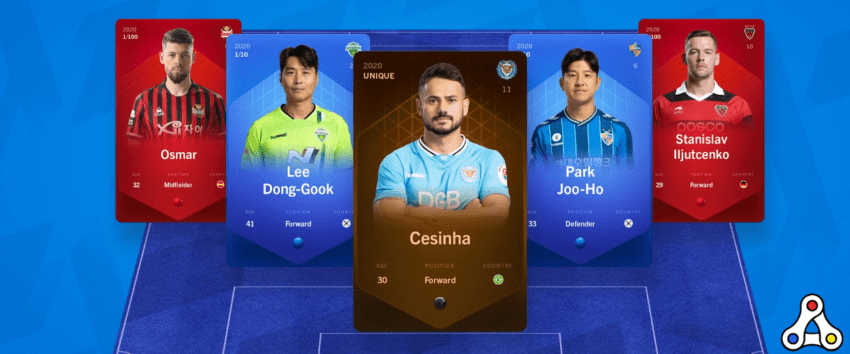 2020
1/100
Osmar
AGE POSITION COUNTRY
32 Midfielder
2020
1/10
Lee
Dong-Gook
AGE POSITION COUNTRY
41 Forward
2020
UNIQUE
11
DGB
Cesinha
AGE POSITION COUNTRY
30 Forward
2020
1/10
6
Park
Joo-Ho
AGE POSITION COUNTRY
33 Defender
2020
1/100
10
posco
Stanislav
Iljutcenko
AGE POSITION COUNTRY
29 Forward